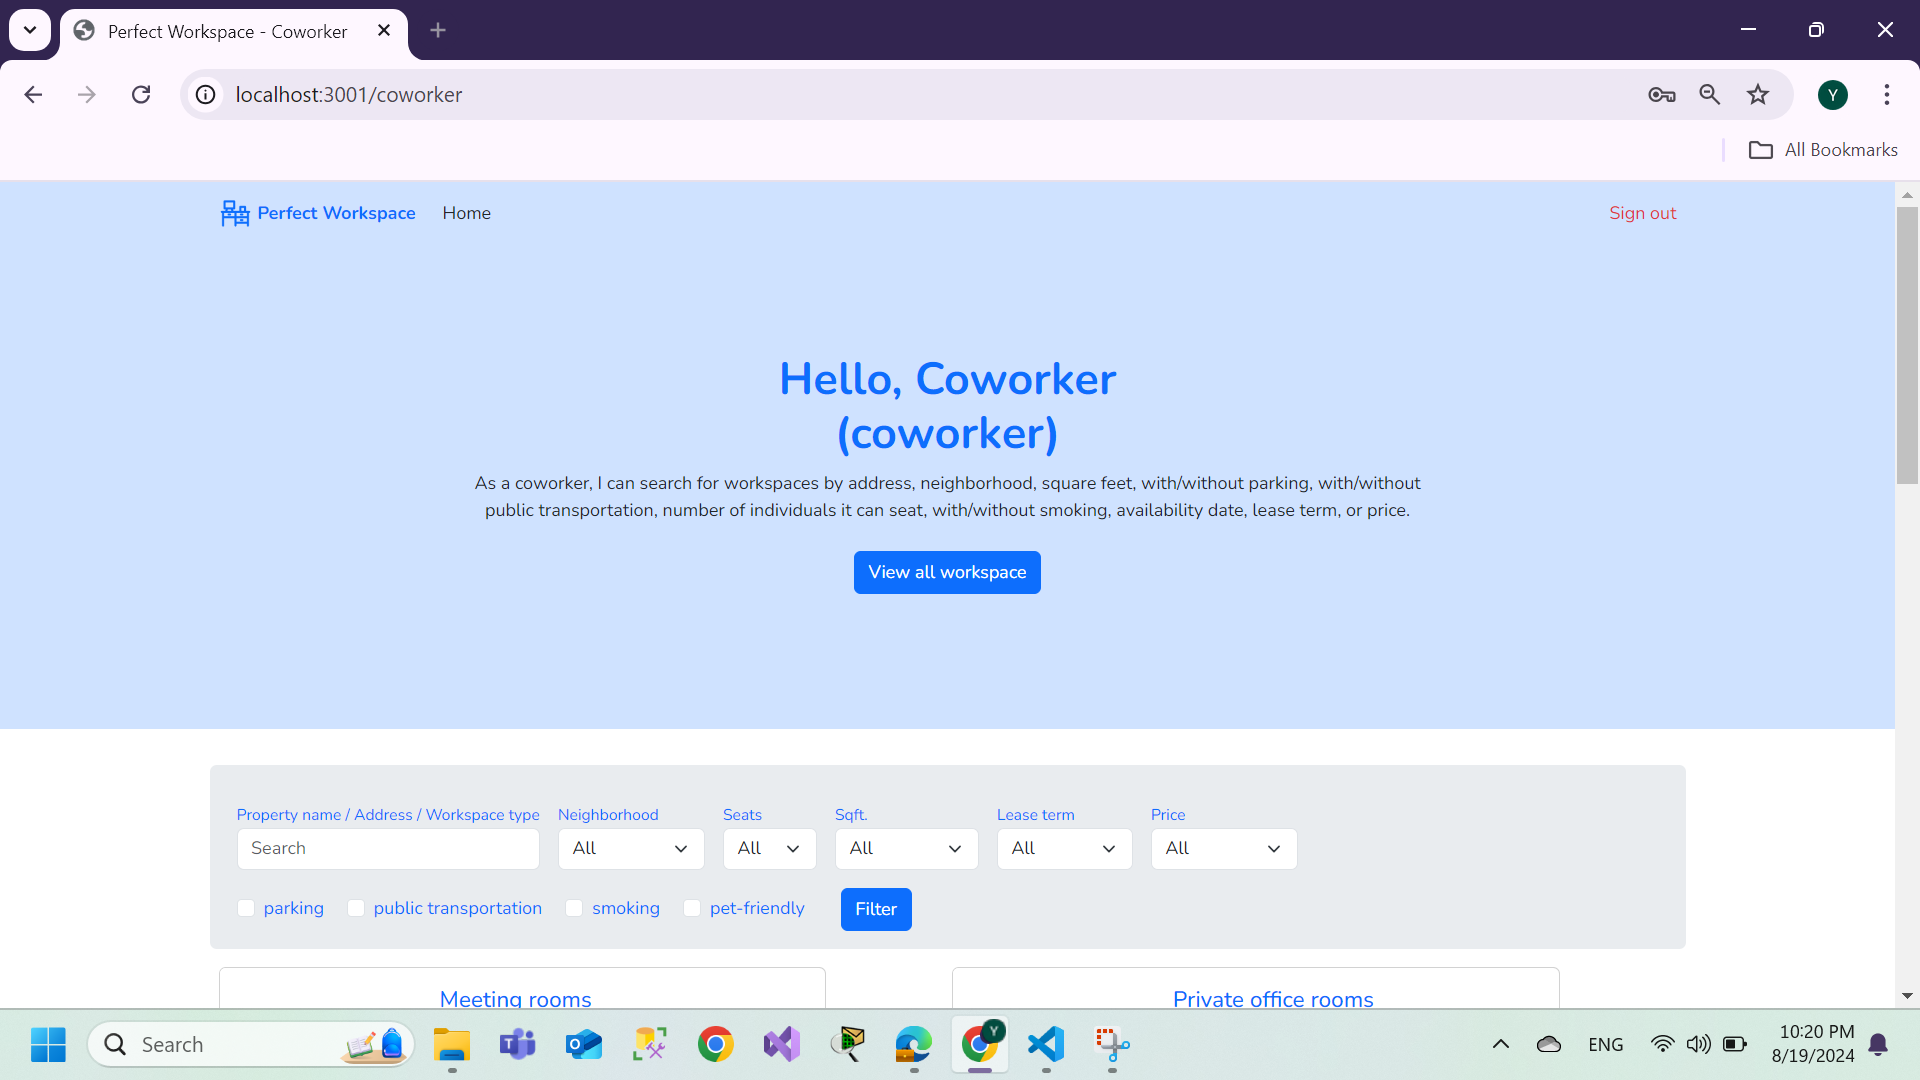 Perfect Workspace - Coworker
localhost:3001/coworker
Y
All Bookmarks
Perfect Workspace Home Sign out
Hello, Coworker
(coworker)
As a coworker, I can search for workspaces by address, neighborhood, square feet, with/without parking, with/without
public transportation, number of individuals it can seat, with/without smoking, availability date, lease term, or price.
View all workspace
Property name / Address / Workspace type Neighborhood Seats Sqft. Lease term Price
Search All All All All All
parking public transportation smoking pet-friendly Filter
Meeting rooms Private office rooms
Search ENG 10:20 PM
8/19/2024